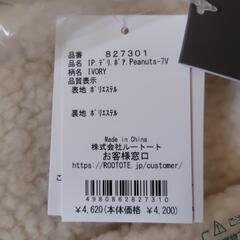 品番 827301
品名 IP.ﾃﾞﾘ.ﾎﾞｱ.Peanuts-7V
柄名 IVORY
品質表示
表地 ﾎﾟﾘｴｽﾃﾙ
裏地 ﾎﾟﾘｴｽﾃﾙ
Made in China
株式会社ルートート
お客様窓口
https://ROOTOTE.jp/customer/
4980862827310
¥4,620(本体価格 ¥4,200)